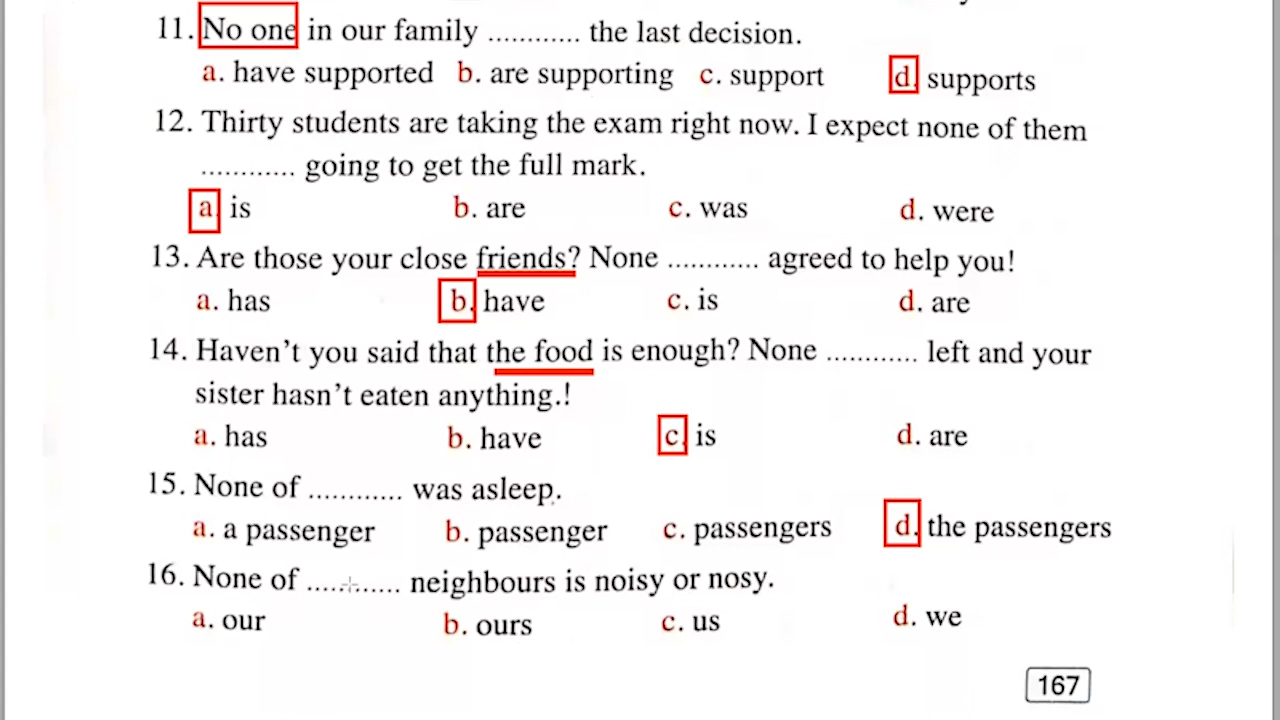 11. No one in our family ............ the last decision.
a. have supported b. are supporting c. support d. supports
12. Thirty students are taking the exam right now. I expect none of them
............ going to get the full mark.
a. is b. are c. was d. were
13. Are those your close friends? None ............ agreed to help you!
a. has b. have c. is d. are
14. Haven't you said that the food is enough? None ............ left and your
sister hasn't eaten anything.!
a. has b. have c. is d. are
15. None of ............ was asleep.
a. a passenger b. passenger c. passengers d. the passengers
16. None of ............ neighbours is noisy or nosy.
a. our b. ours c. us d. we
167